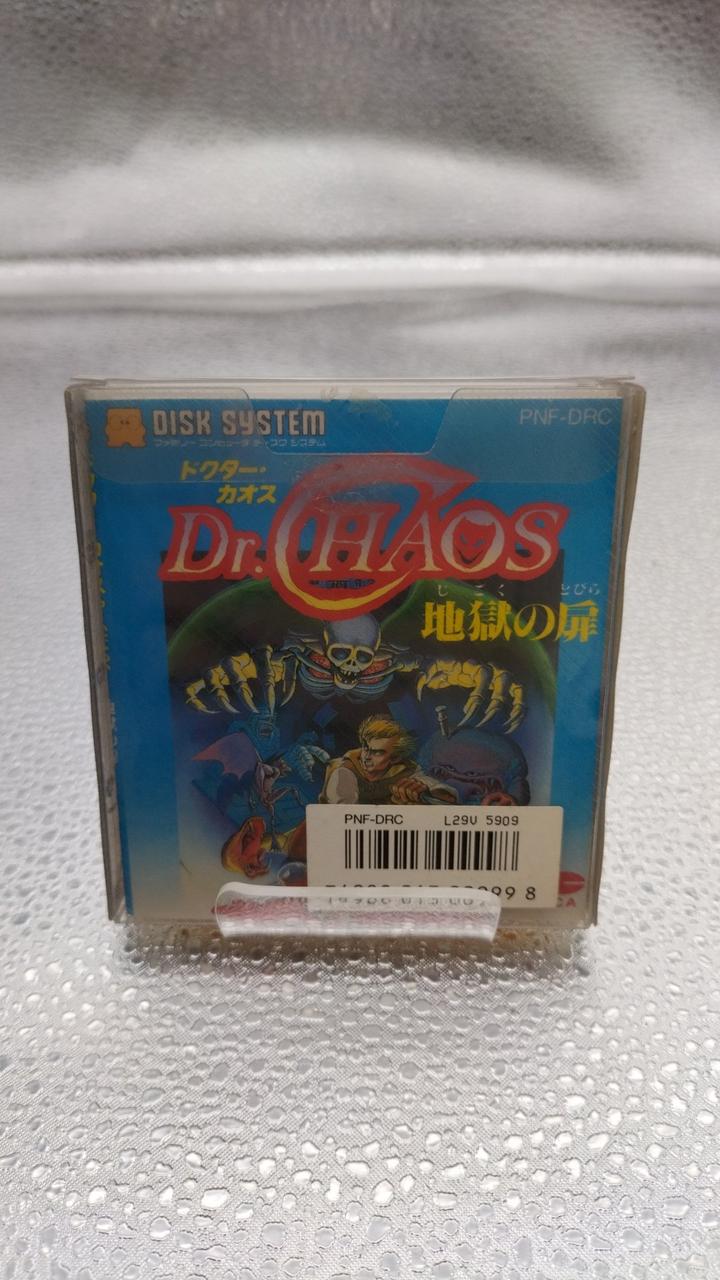 DISK SYSTEM
PNF-DRC
ファミリー コンピュータ ディスク システム
ドクター・
カオス
Dr. CHAOS
じごく とびら
地獄の扉
PNF-DRC L29V 5909